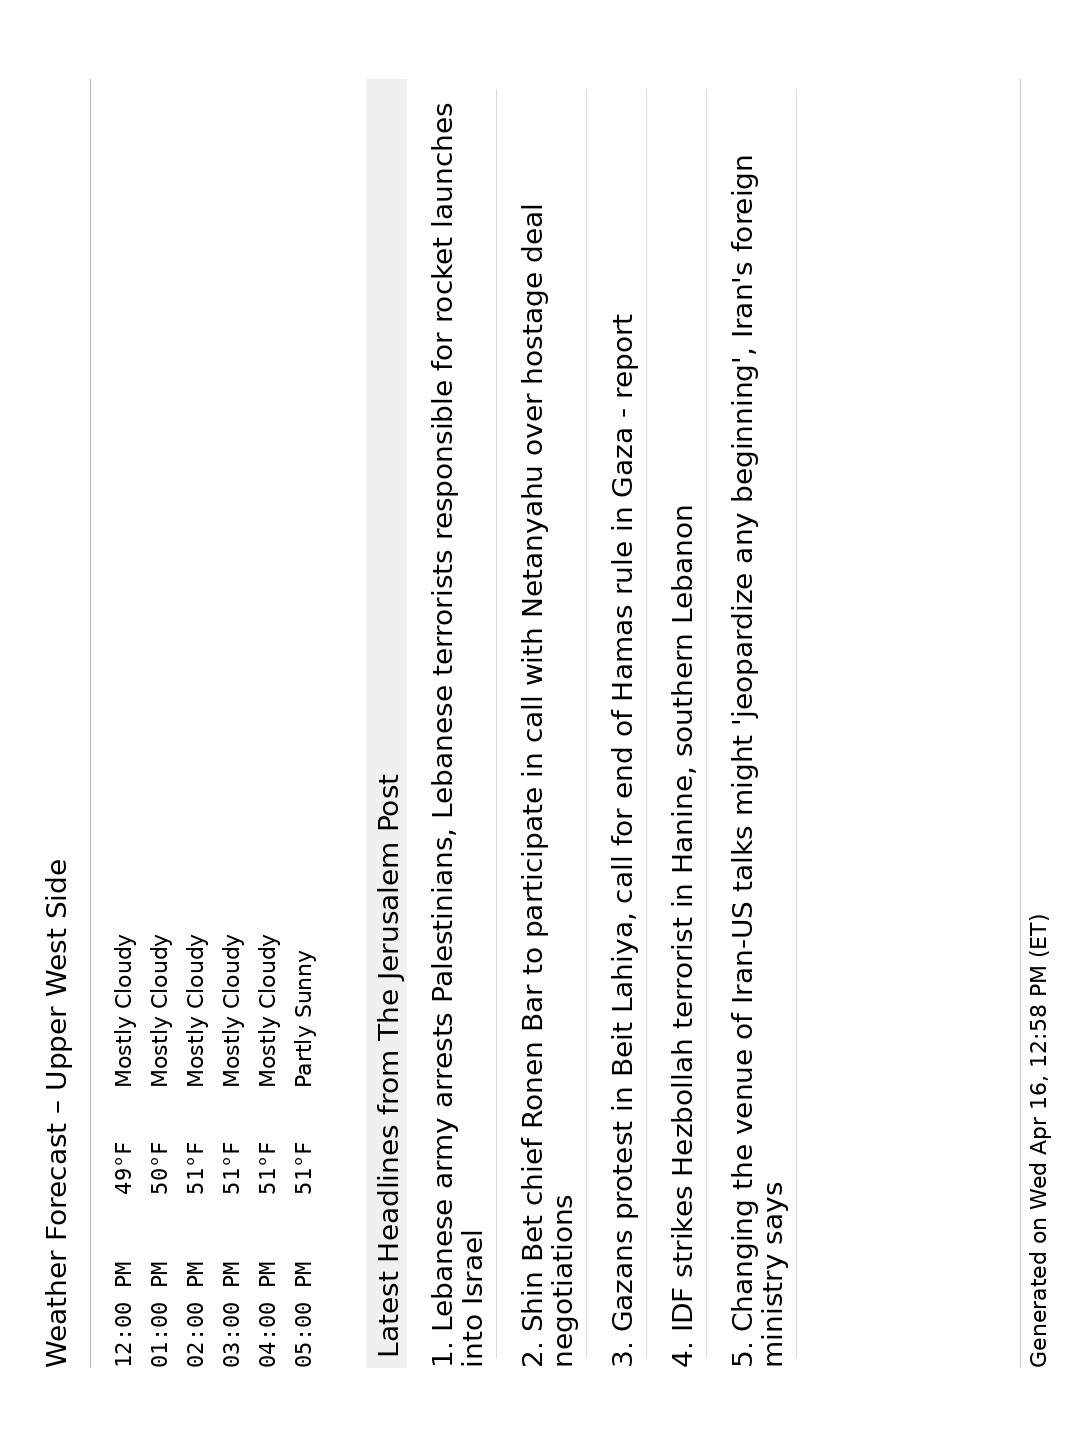 Weather Forecast – Upper West Side
12:00 PM 49°F Mostly Cloudy
01:00 PM 50°F Mostly Cloudy
02:00 PM 51°F Mostly Cloudy
03:00 PM 51°F Mostly Cloudy
04:00 PM 51°F Mostly Cloudy
05:00 PM 51°F Partly Sunny
Latest Headlines from The Jerusalem Post
1. Lebanese army arrests Palestinians, Lebanese terrorists responsible for rocket launches
into Israel
2. Shin Bet chief Ronen Bar to participate in call with Netanyahu over hostage deal
negotiations
3. Gazans protest in Beit Lahiya, call for end of Hamas rule in Gaza - report
4. IDF strikes Hezbollah terrorist in Hanine, southern Lebanon
5. Changing the venue of Iran-US talks might 'jeopardize any beginning', Iran's foreign
ministry says
Generated on Wed Apr 16, 12:58 PM (ET)